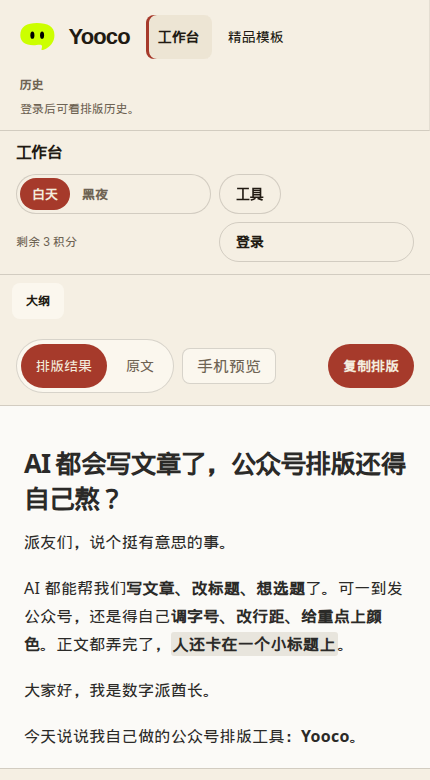 Yooco 工作台 精品模板
历史
登录后可看排版历史。
工作台
白天 黑夜 工具
剩余 3 积分 登录
大纲
排版结果 原文 手机预览 复制排版
AI 都会写文章了，公众号排版还得
自己熬？
派友们，说个挺有意思的事。
AI 都能帮我们写文章、改标题、想选题了。可一到发
公众号，还是得自己调字号、改行距、给重点上颜
色。正文都弄完了，人还卡在一个小标题上。
大家好，我是数字派酋长。
今天说说我自己做的公众号排版工具：Yooco。